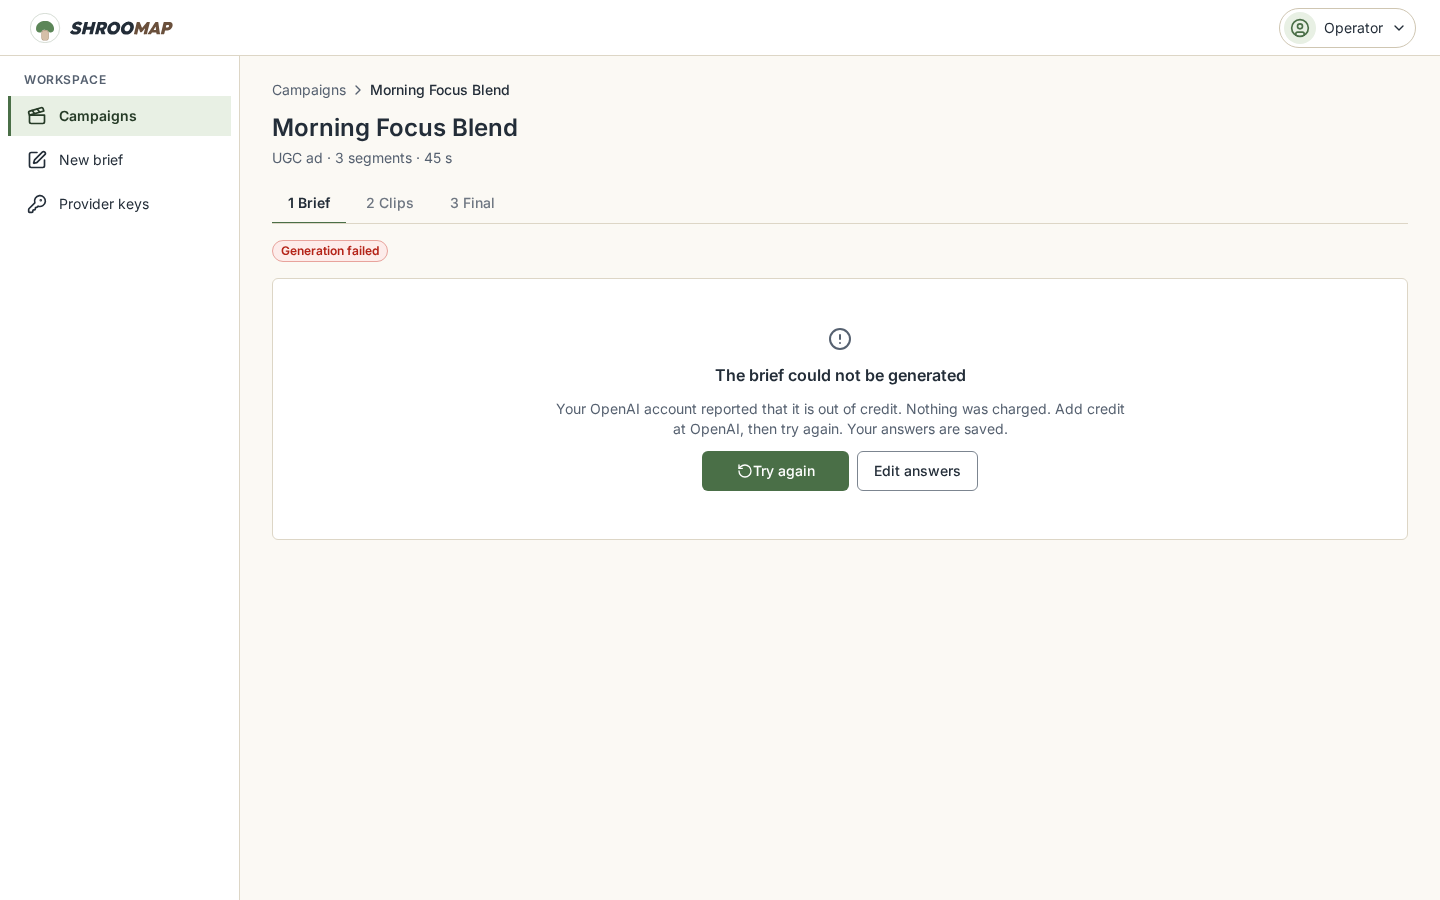 SHROOMAP
Operator
WORKSPACE
Campaigns
New brief
Provider keys
Campaigns > Morning Focus Blend
Morning Focus Blend
UGC ad · 3 segments · 45 s
1 Brief 2 Clips 3 Final
Generation failed
The brief could not be generated
Your OpenAI account reported that it is out of credit. Nothing was charged. Add credit
at OpenAI, then try again. Your answers are saved.
Try again Edit answers